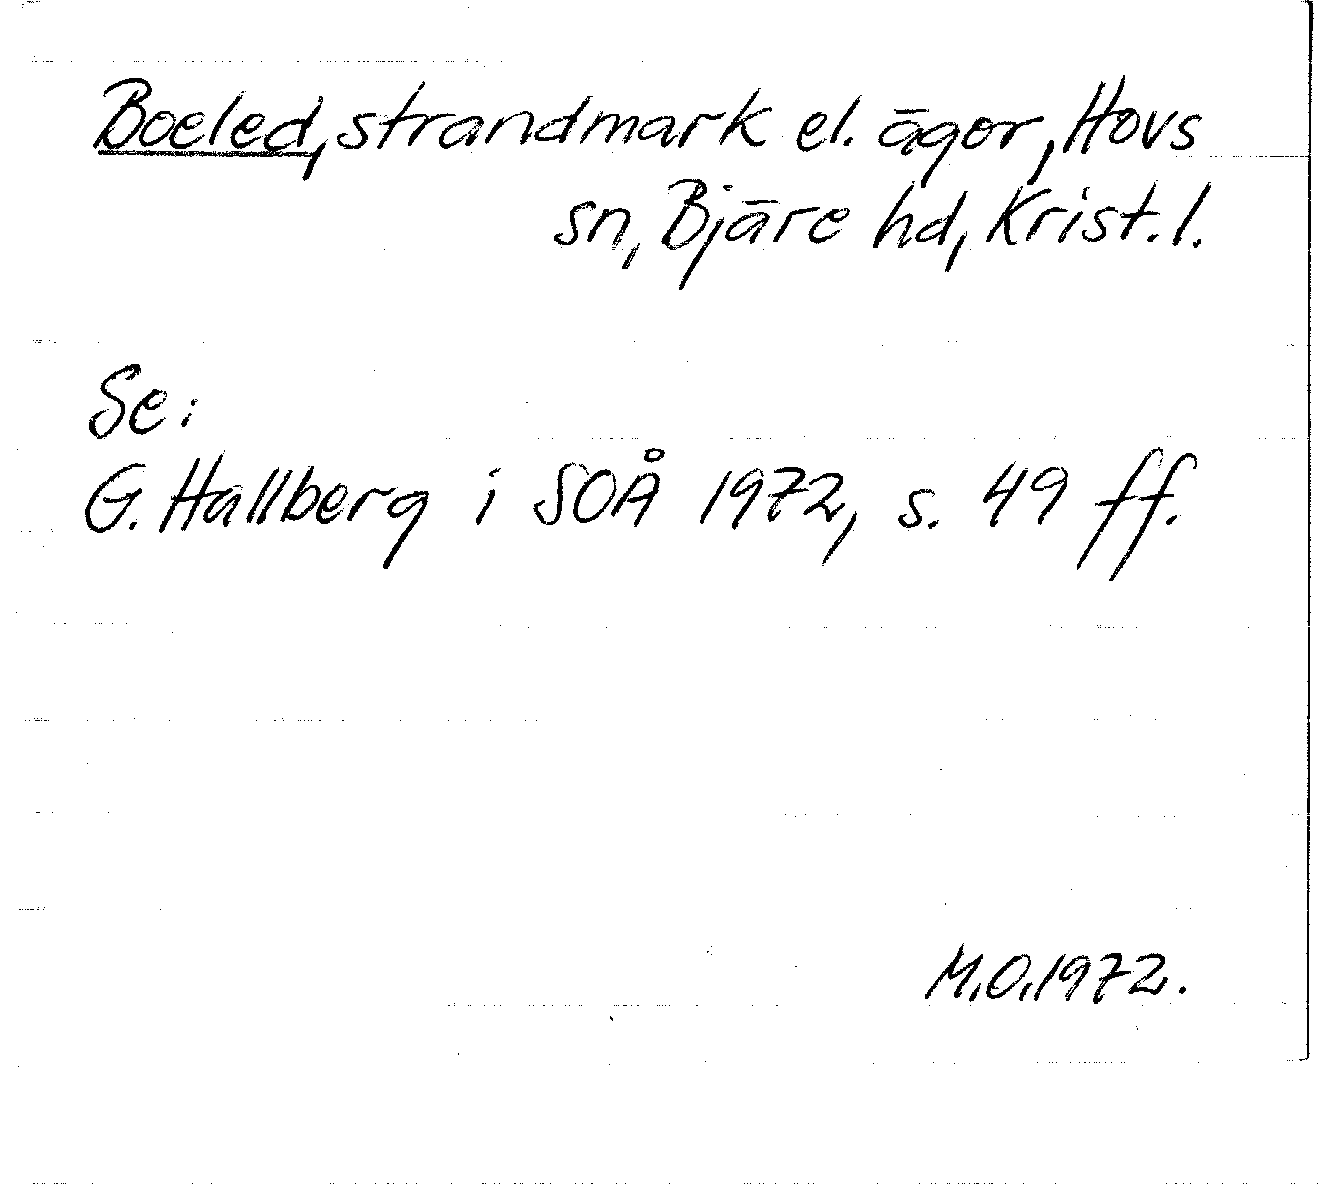 Boeled, strandmark el. ägor, Hovs
sn, Bjäre hd, Krist. l.
Se:
G. Hallberg i SOÅ 1972, s. 49 ff.
M.O. 1972.